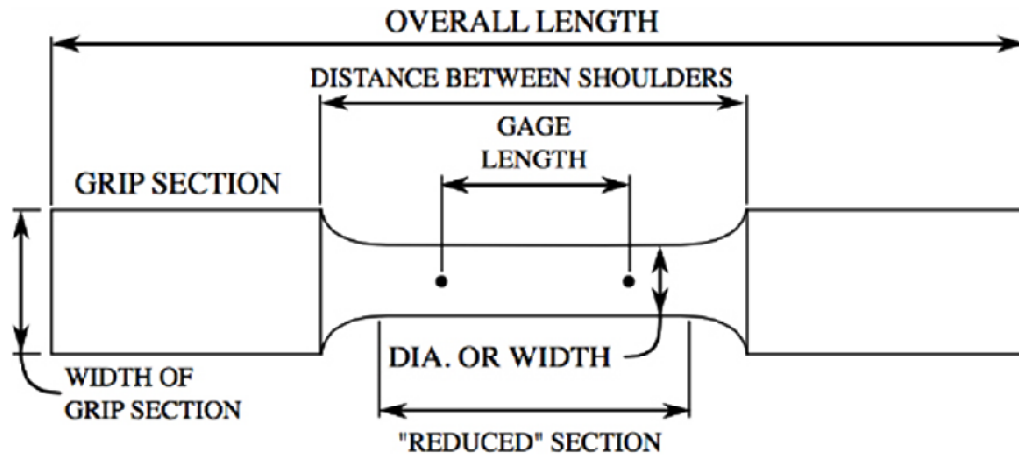 OVERALL LENGTH
DISTANCE BETWEEN SHOULDERS
GAGE
LENGTH
GRIP SECTION
DIA. OR WIDTH
WIDTH OF
GRIP SECTION
"REDUCED" SECTION